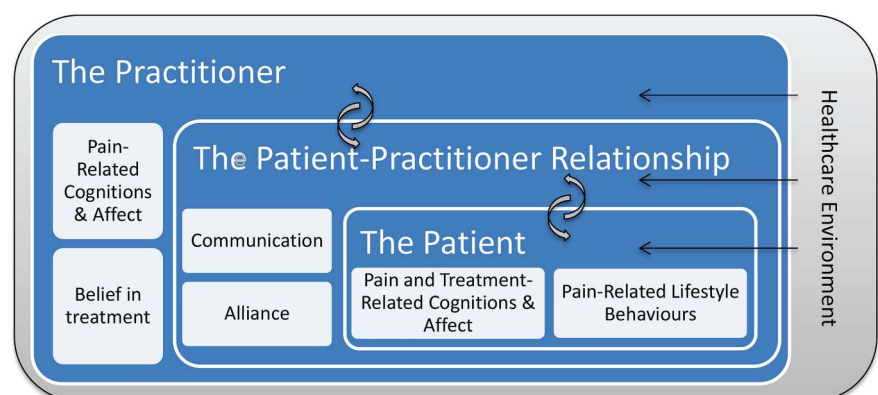 The Practitioner
Pain-
Related
Cognitions
& Affect
Belief in
treatment
The Patient-Practitioner Relationship
Communication
Alliance
The Patient
Pain and Treatment-
Related Cognitions &
Affect
Pain-Related Lifestyle
Behaviours
Healthcare Environment